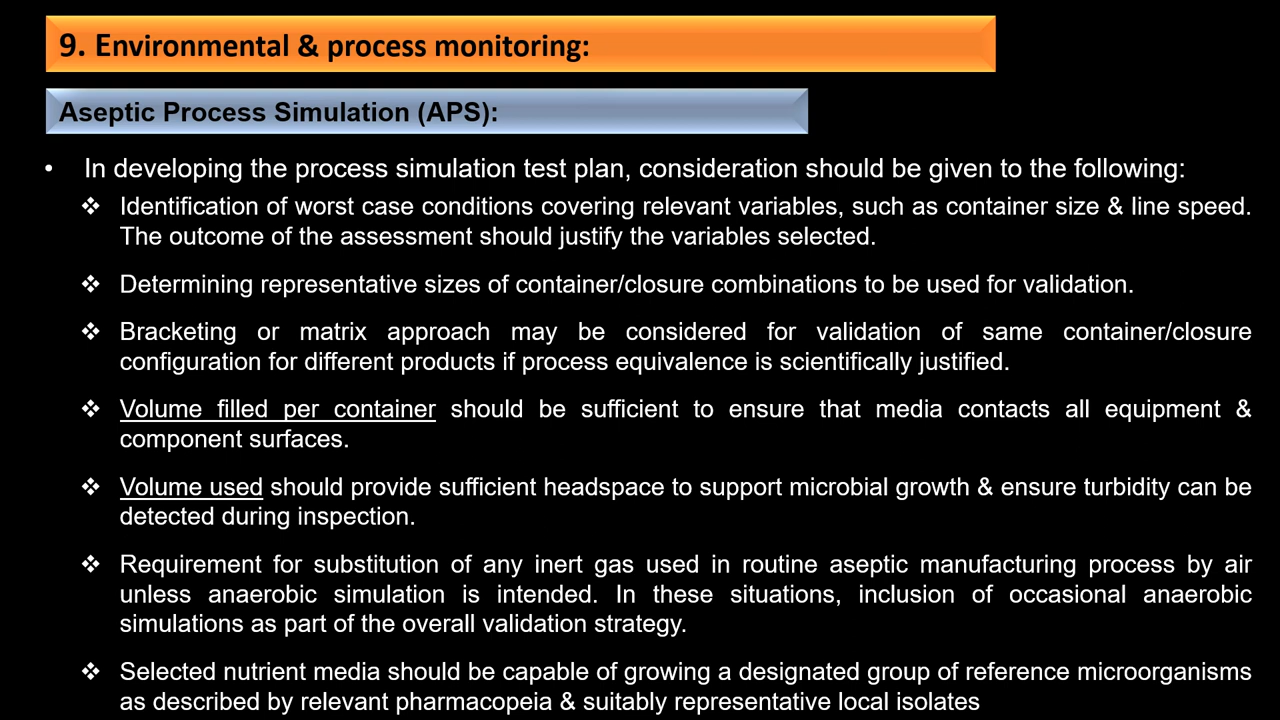 9. Environmental & process monitoring:
Aseptic Process Simulation (APS):
• In developing the process simulation test plan, consideration should be given to the following:
❖ Identification of worst case conditions covering relevant variables, such as container size & line speed.
The outcome of the assessment should justify the variables selected.
❖ Determining representative sizes of container/closure combinations to be used for validation.
❖ Bracketing or matrix approach may be considered for validation of same container/closure
configuration for different products if process equivalence is scientifically justified.
❖ Volume filled per container should be sufficient to ensure that media contacts all equipment &
component surfaces.
❖ Volume used should provide sufficient headspace to support microbial growth & ensure turbidity can be
detected during inspection.
❖ Requirement for substitution of any inert gas used in routine aseptic manufacturing process by air
unless anaerobic simulation is intended. In these situations, inclusion of occasional anaerobic
simulations as part of the overall validation strategy.
❖ Selected nutrient media should be capable of growing a designated group of reference microorganisms
as described by relevant pharmacopeia & suitably representative local isolates